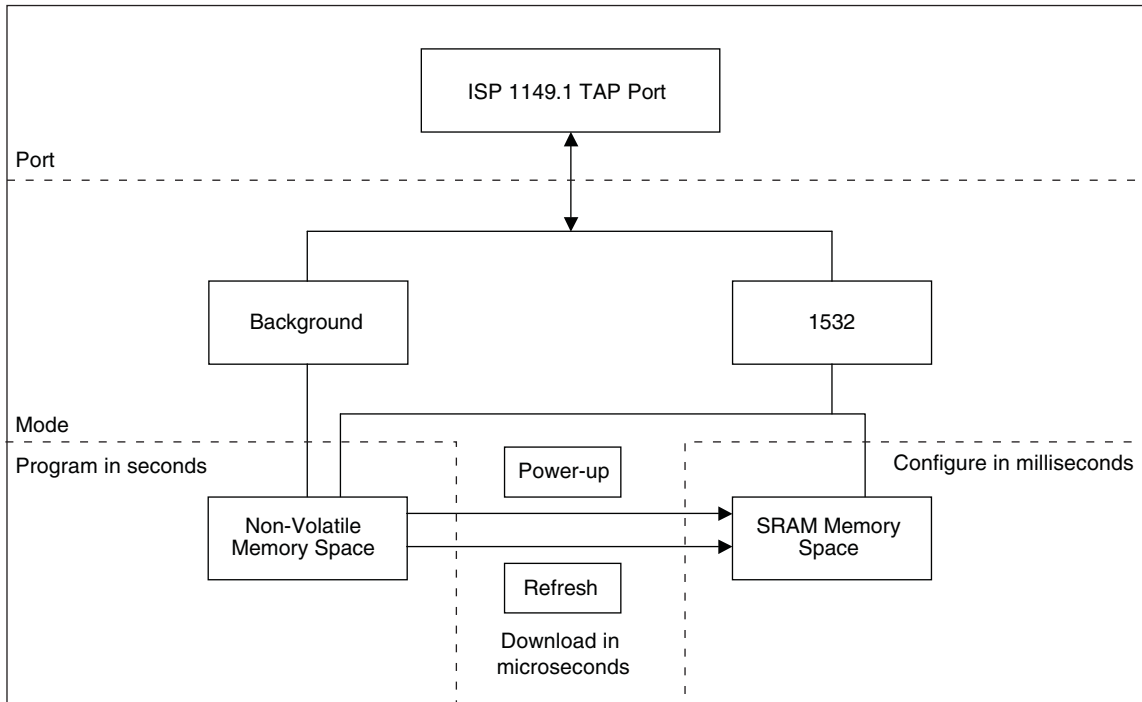 ISP 1149.1 TAP Port
Port
Background
1532
Mode
Program in seconds
Power-up
Configure in milliseconds
Non-Volatile
Memory Space
SRAM Memory
Space
Refresh
Download in
microseconds